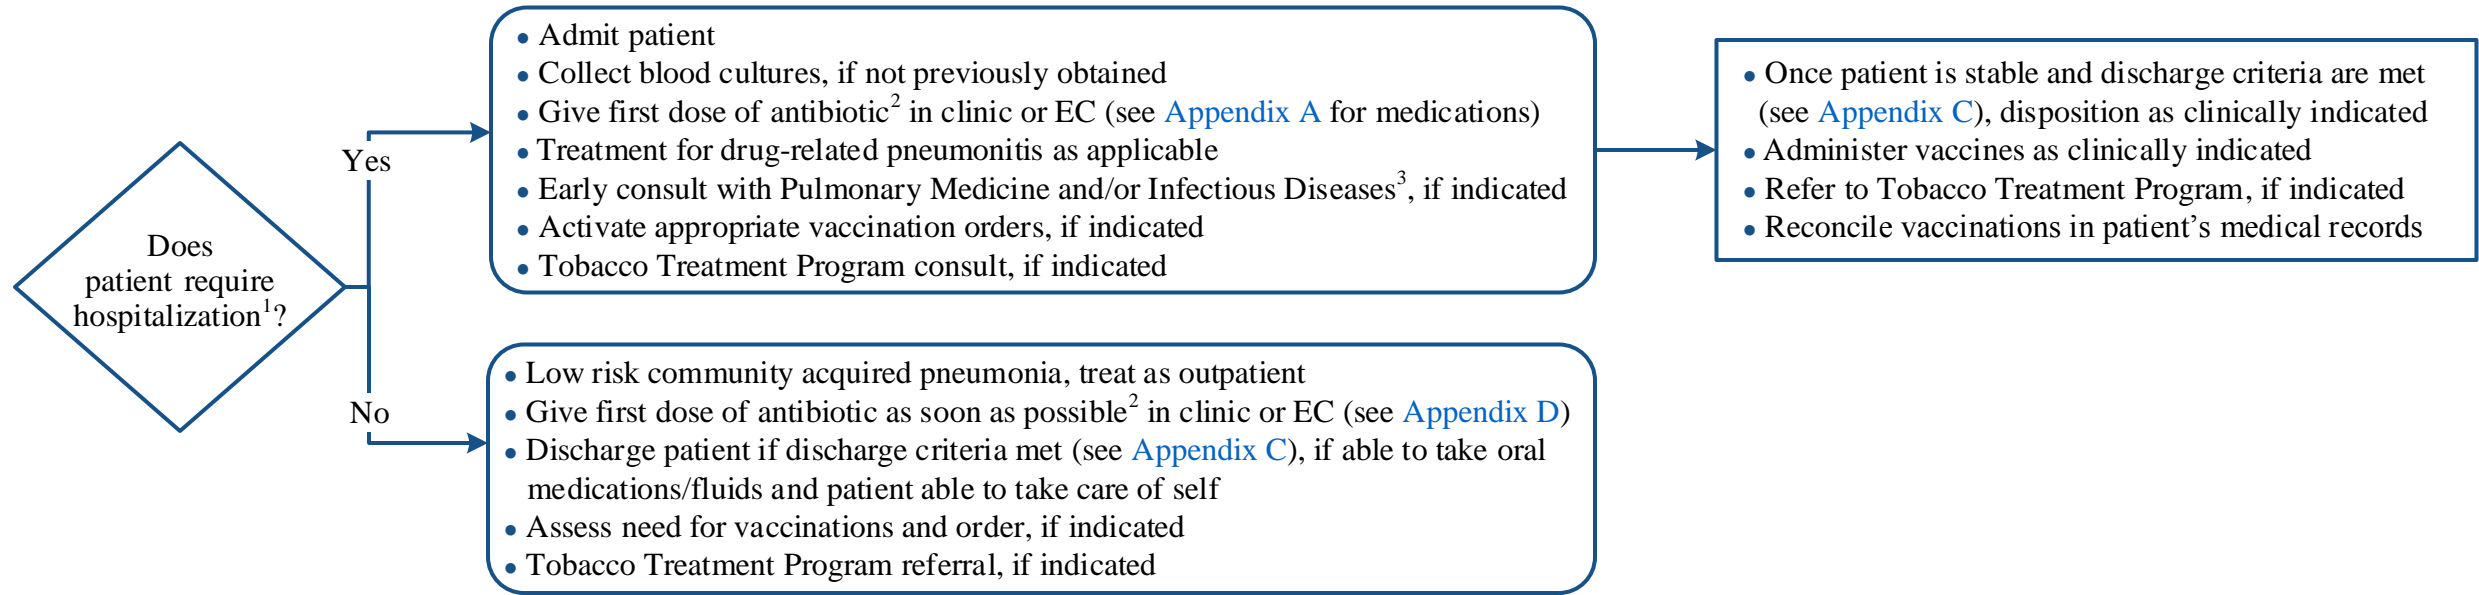 Does
patient require
hospitalization¹?
Yes
• Admit patient
• Collect blood cultures, if not previously obtained
• Give first dose of antibiotic² in clinic or EC (see Appendix A for medications)
• Treatment for drug-related pneumonitis as applicable
• Early consult with Pulmonary Medicine and/or Infectious Diseases³, if indicated
• Activate appropriate vaccination orders, if indicated
• Tobacco Treatment Program consult, if indicated
• Once patient is stable and discharge criteria are met
(see Appendix C), disposition as clinically indicated
• Administer vaccines as clinically indicated
• Refer to Tobacco Treatment Program, if indicated
• Reconcile vaccinations in patient’s medical records
No
• Low risk community acquired pneumonia, treat as outpatient
• Give first dose of antibiotic as soon as possible² in clinic or EC (see Appendix D)
• Discharge patient if discharge criteria met (see Appendix C), if able to take oral
medications/fluids and patient able to take care of self
• Assess need for vaccinations and order, if indicated
• Tobacco Treatment Program referral, if indicated